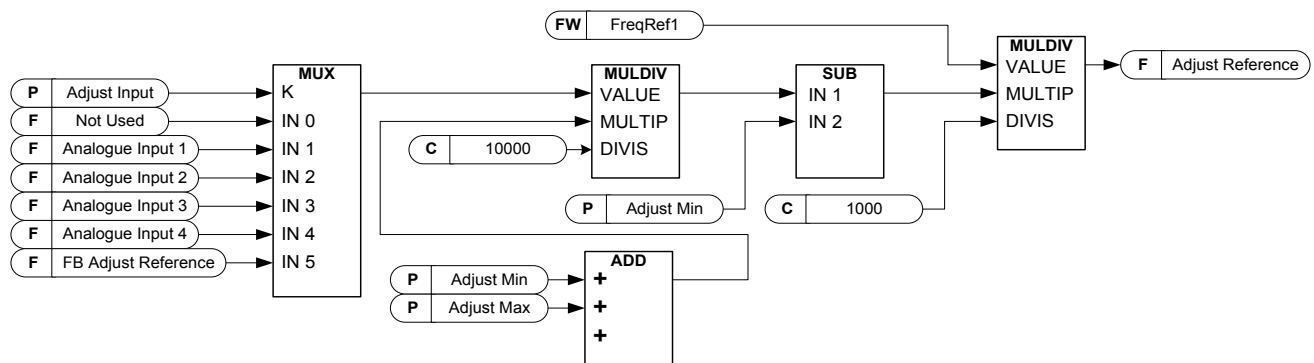 FW FreqRef1
MULDIV
VALUE
MULTIP
DIVIS
F Adjust Reference
MUX
K
IN 0
IN 1
IN 2
IN 3
IN 4
IN 5
P Adjust Input
F Not Used
F Analogue Input 1
F Analogue Input 2
F Analogue Input 3
F Analogue Input 4
F FB Adjust Reference
MULDIV
VALUE
MULTIP
DIVIS
C 10000
SUB
IN 1
IN 2
P Adjust Min
C 1000
ADD
+
+
+
P Adjust Min
P Adjust Max